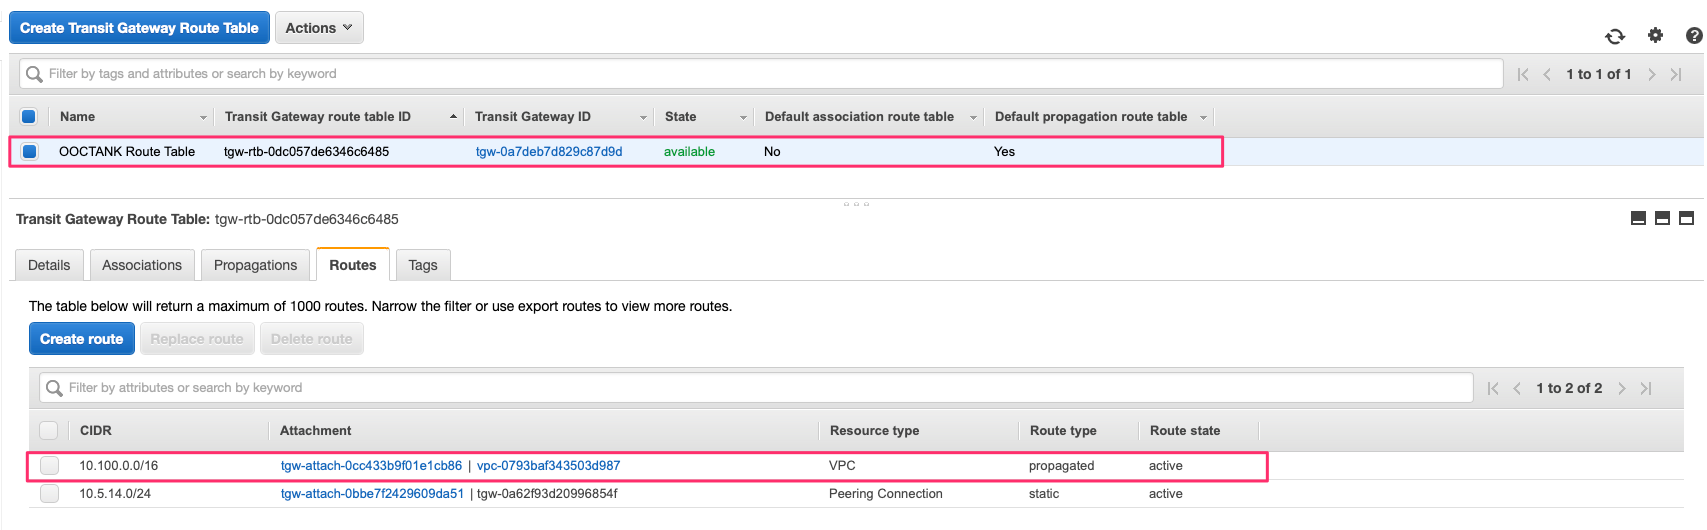 Create Transit Gateway Route Table Actions
Filter by tags and attributes or search by keyword 1 to 1 of 1
Name Transit Gateway route table ID Transit Gateway ID State Default association route table Default propagation route table
OOCTANK Route Table tgw-rtb-0dc057de6346c6485 tgw-0a7deb7d829c87d9d available No Yes
Transit Gateway Route Table: tgw-rtb-0dc057de6346c6485
Details Associations Propagations Routes Tags
The table below will return a maximum of 1000 routes. Narrow the filter or use export routes to view more routes.
Create route Replace route Delete route
Filter by attributes or search by keyword 1 to 2 of 2
CIDR Attachment Resource type Route type Route state
10.100.0.0/16 tgw-attach-0cc433b9f01e1cb86 | vpc-0793baf343503d987 VPC propagated active
10.5.14.0/24 tgw-attach-0bbe7f2429609da51 | tgw-0a62f93d20996854f Peering Connection static active